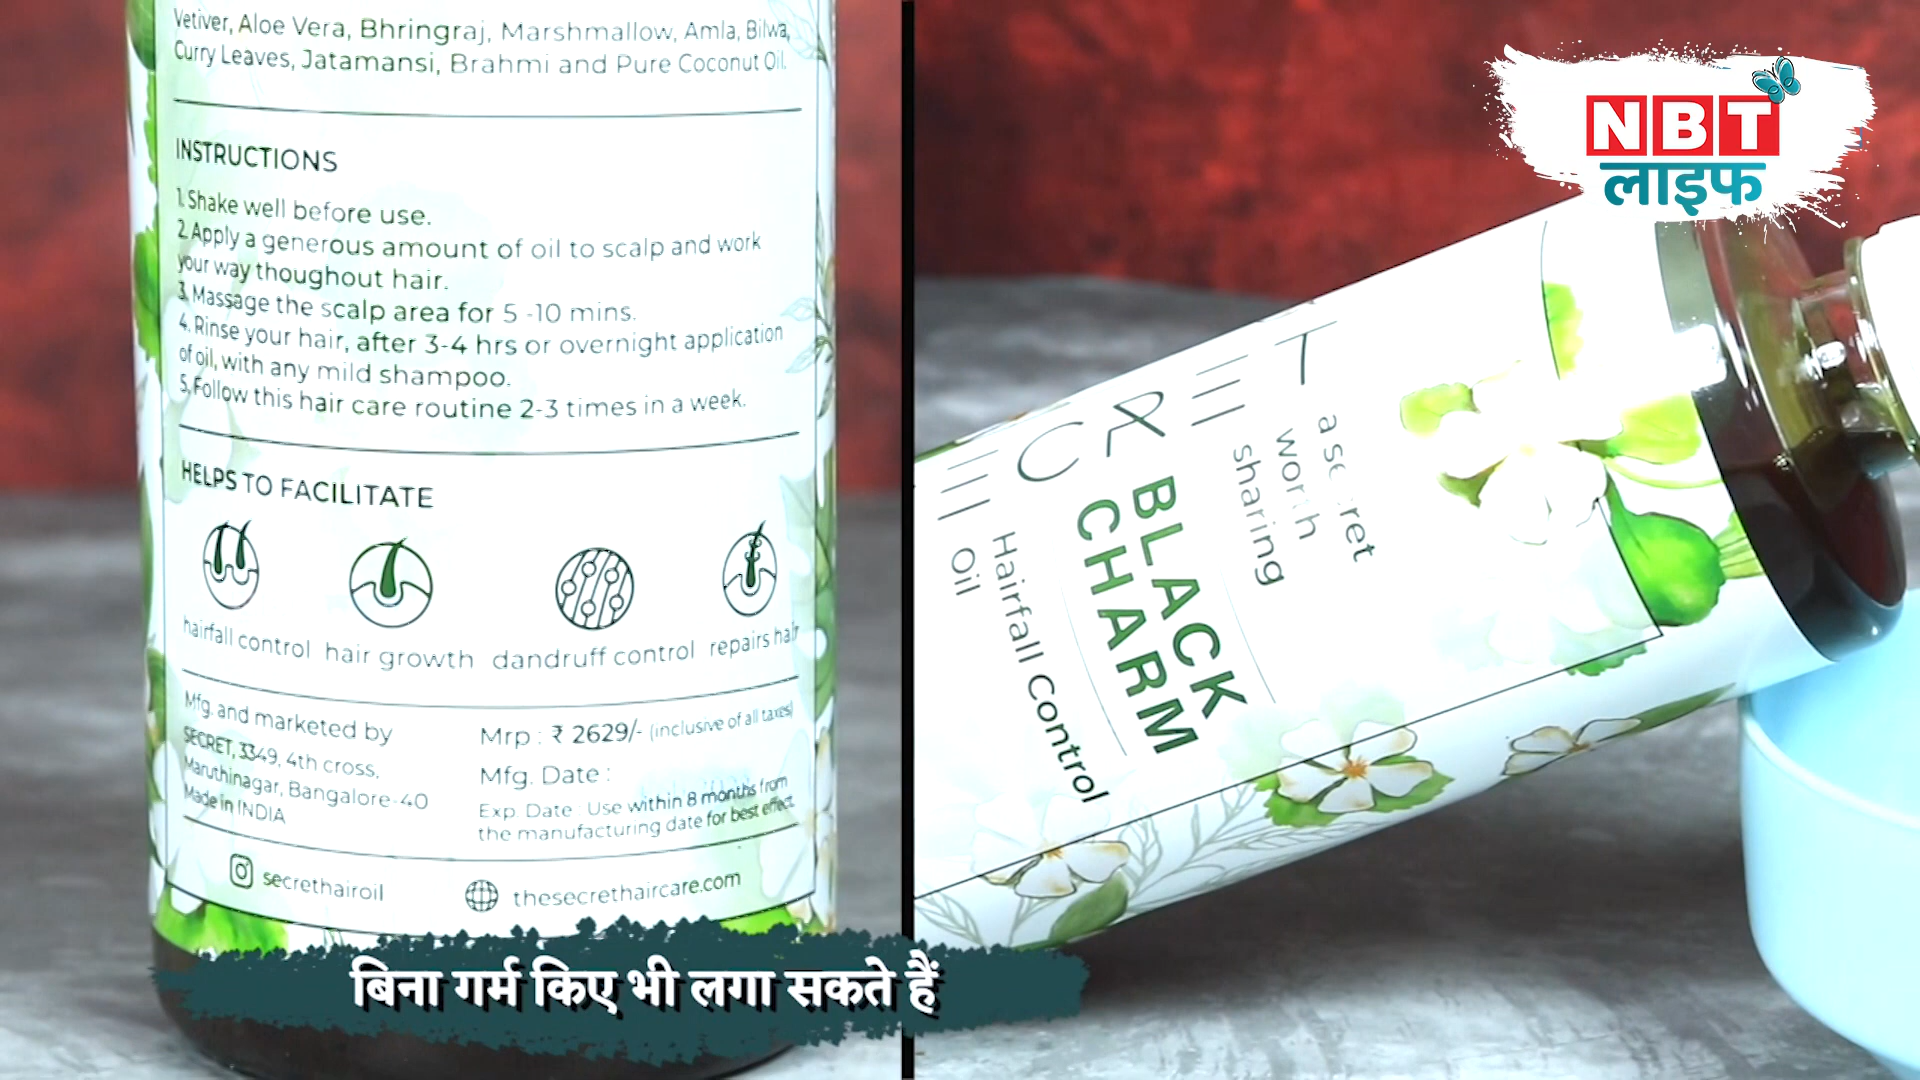 Vetiver, Aloe Vera, Bhringraj, Marshmallow, Amla, Bilwa,
Curry Leaves, Jatamansi, Brahmi and Pure Coconut Oil.
INSTRUCTIONS
1. Shake well before use.
2. Apply a generous amount of oil to scalp and work
your way thoughout hair.
3. Massage the scalp area for 5 -10 mins.
4. Rinse your hair, after 3-4 hrs or overnight application
of oil, with any mild shampoo.
5. Follow this hair care routine 2-3 times in a week.
HELPS TO FACILITATE
hairfall control hair growth dandruff control repairs hair
Mfg. and marketed by
SECRET, 3349, 4th cross,
Maruthinagar, Bangalore-40
Made in INDIA
Mrp : ₹ 2629/- (inclusive of all taxes)
Mfg. Date :
Exp. Date : Use within 8 months from
the manufacturing date for best effect.
secrethairoil
thesecrethaircare.com
NBT
लाइफ
a secret
worth
sharing
BLACK
CHARM
Hairfall Control
Oil
बिना गर्म किए भी लगा सकते हैं